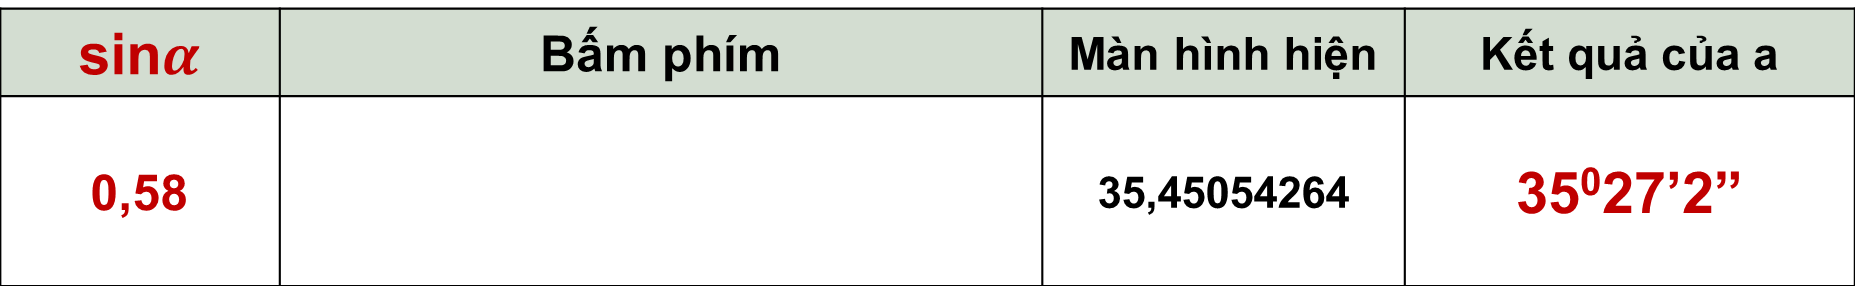 sinα Bấm phím Màn hình hiện Kết quả của a
0,58 35,45054264 35⁰27’2”